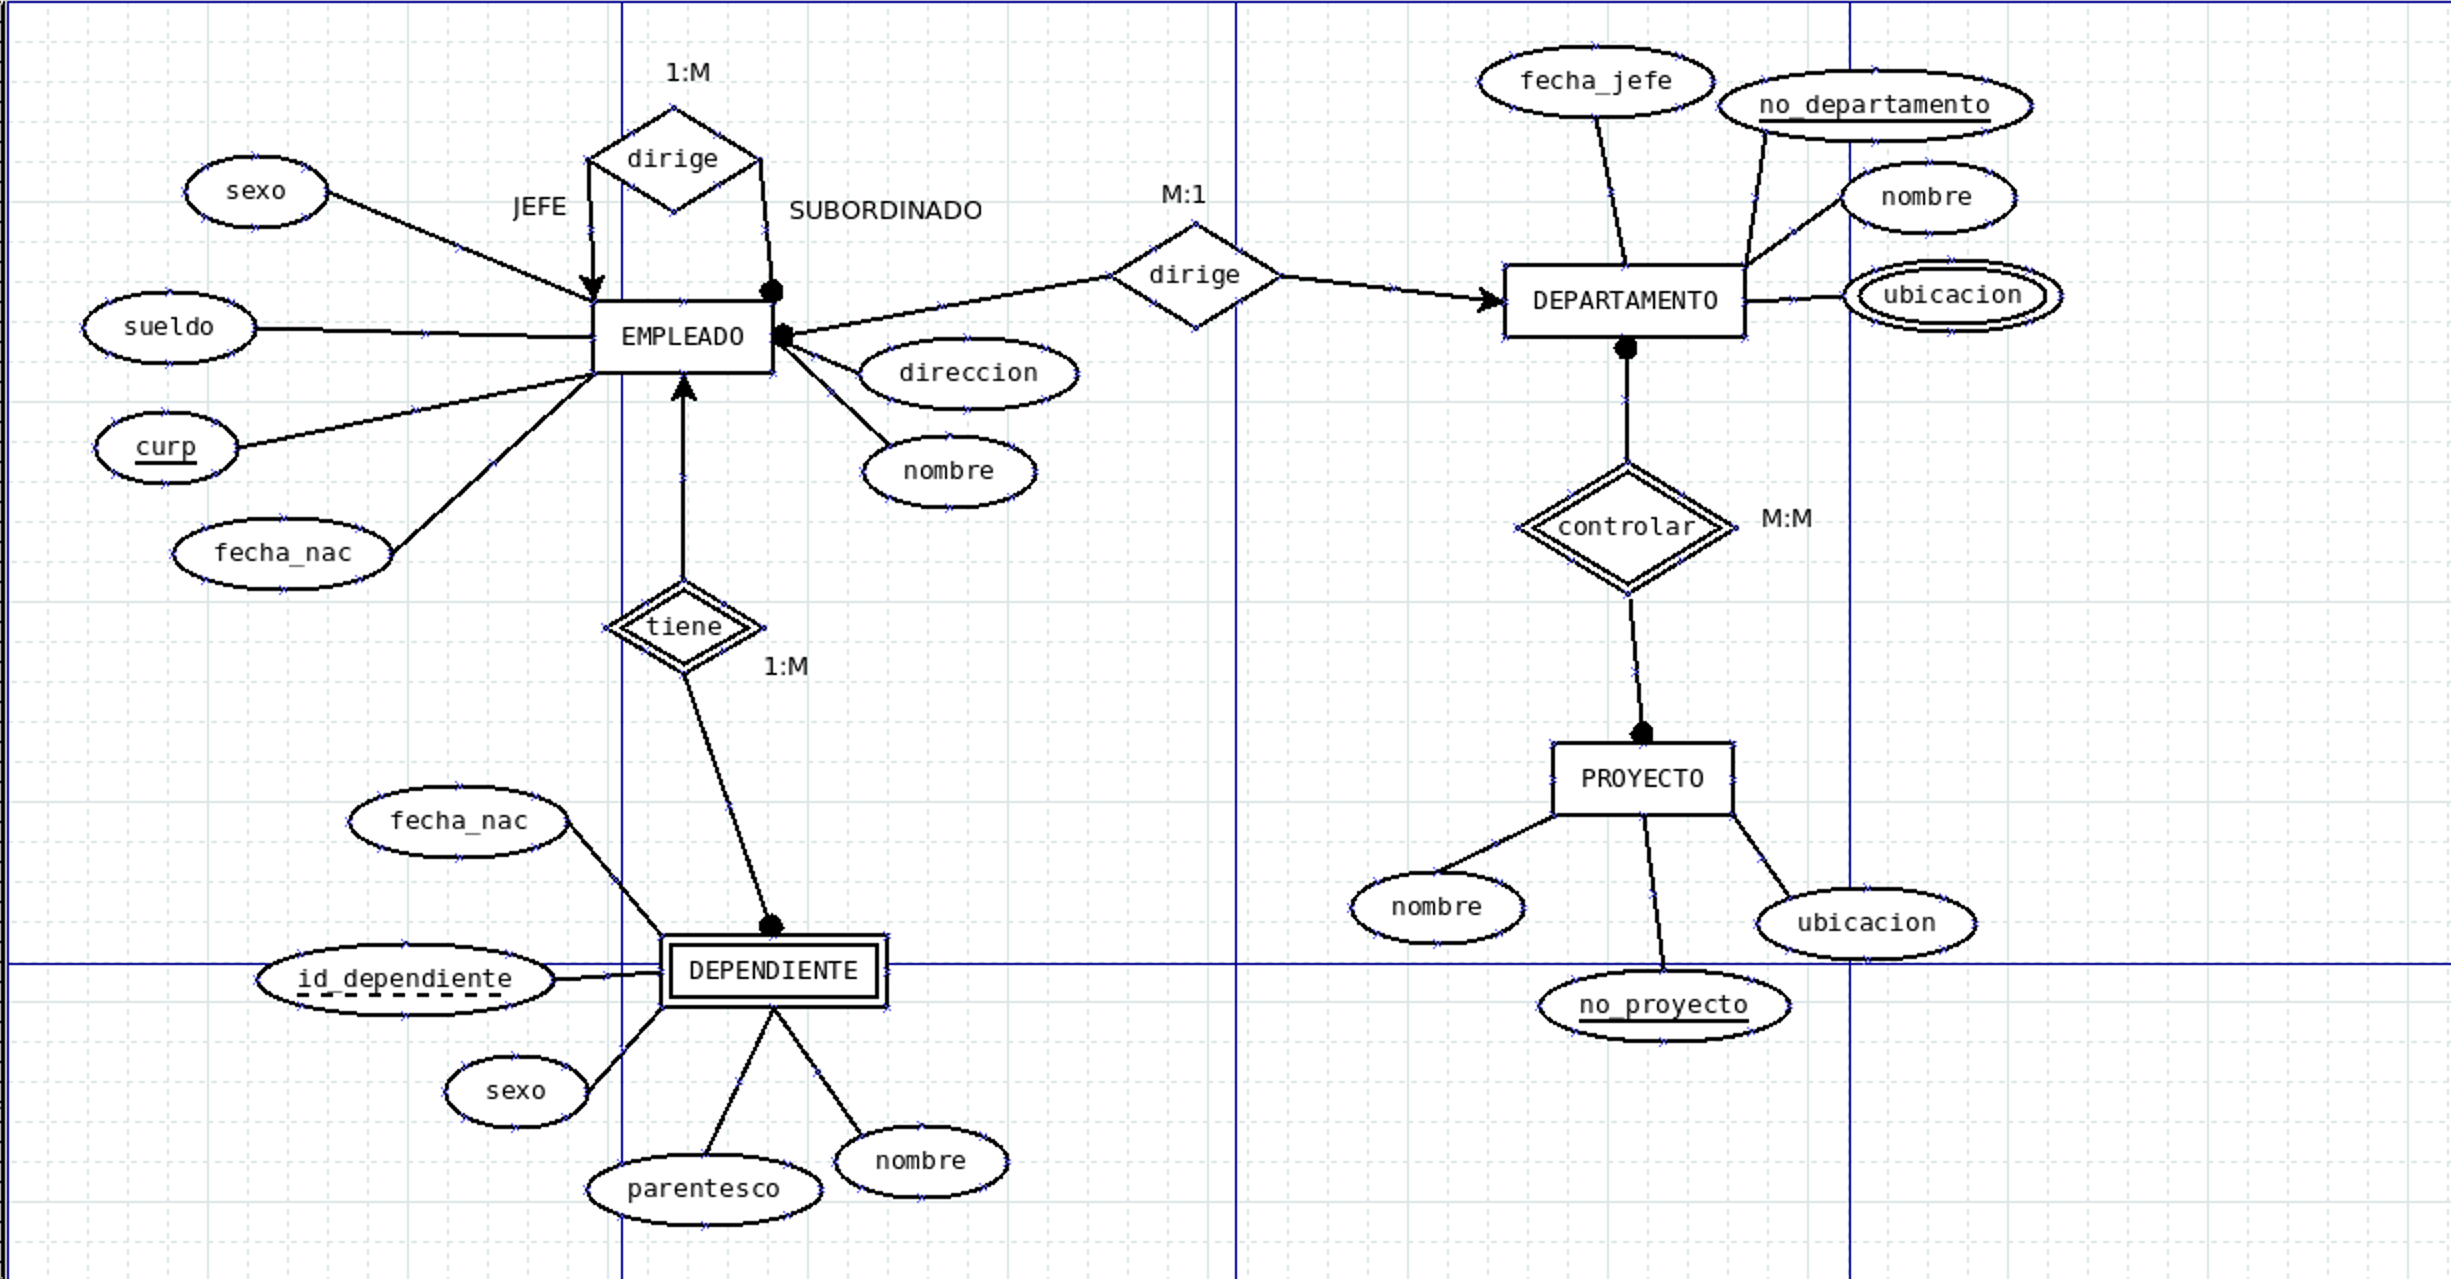 1:M
fecha_jefe
no_departamento
dirige
sexo
JEFE
SUBORDINADO
M:1
nombre
dirige
DEPARTAMENTO
ubicacion
sueldo
EMPLEADO
direccion
curp
nombre
fecha_nac
controlar
M:M
tiene
1:M
PROYECTO
fecha_nac
nombre
ubicacion
id_dependiente
DEPENDIENTE
no_proyecto
sexo
parentesco
nombre